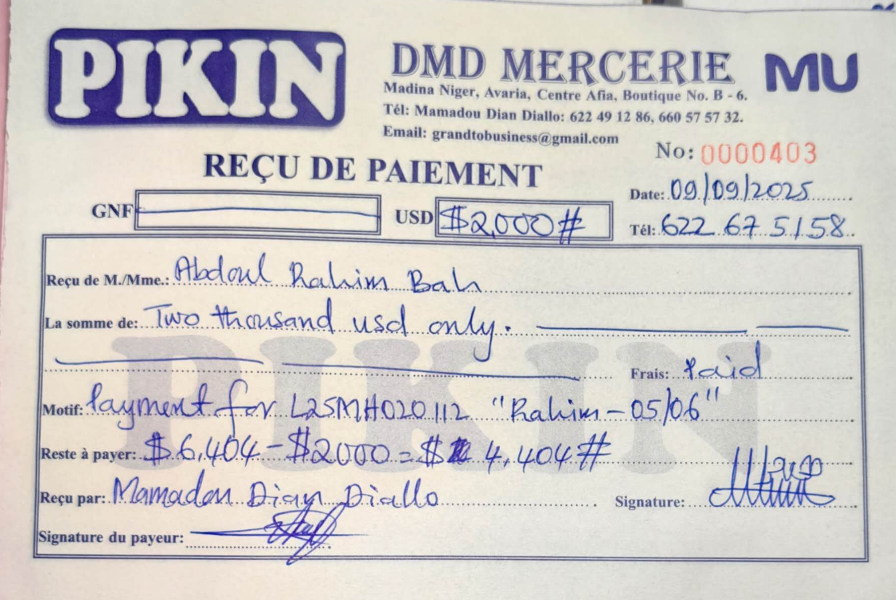 PIKIN
DMD MERCERIE
MU
Madina Niger, Avaria, Centre Afia, Boutique No. B - 6.
Tél: Mamadou Dian Diallo: 622 49 12 86, 660 57 57 32.
Email: grandtobusiness@gmail.com
No: 0000403
REÇU DE PAIEMENT
Date: 09/09/2025
GNF
USD $2,000#
Tél: 622 67 51 58
Reçu de M./Mme.: Abdoul Rahim Bah
La somme de: Two thousand usd only.
Frais: Paid
Motif: Payment for L25MH020112 "Rahim - 05/06"
Reste à payer: $6,404 - $2000 = $ 4,404#
Reçu par: Mamadou Dian Diallo
Signature:
Signature du payeur:
PIKIN